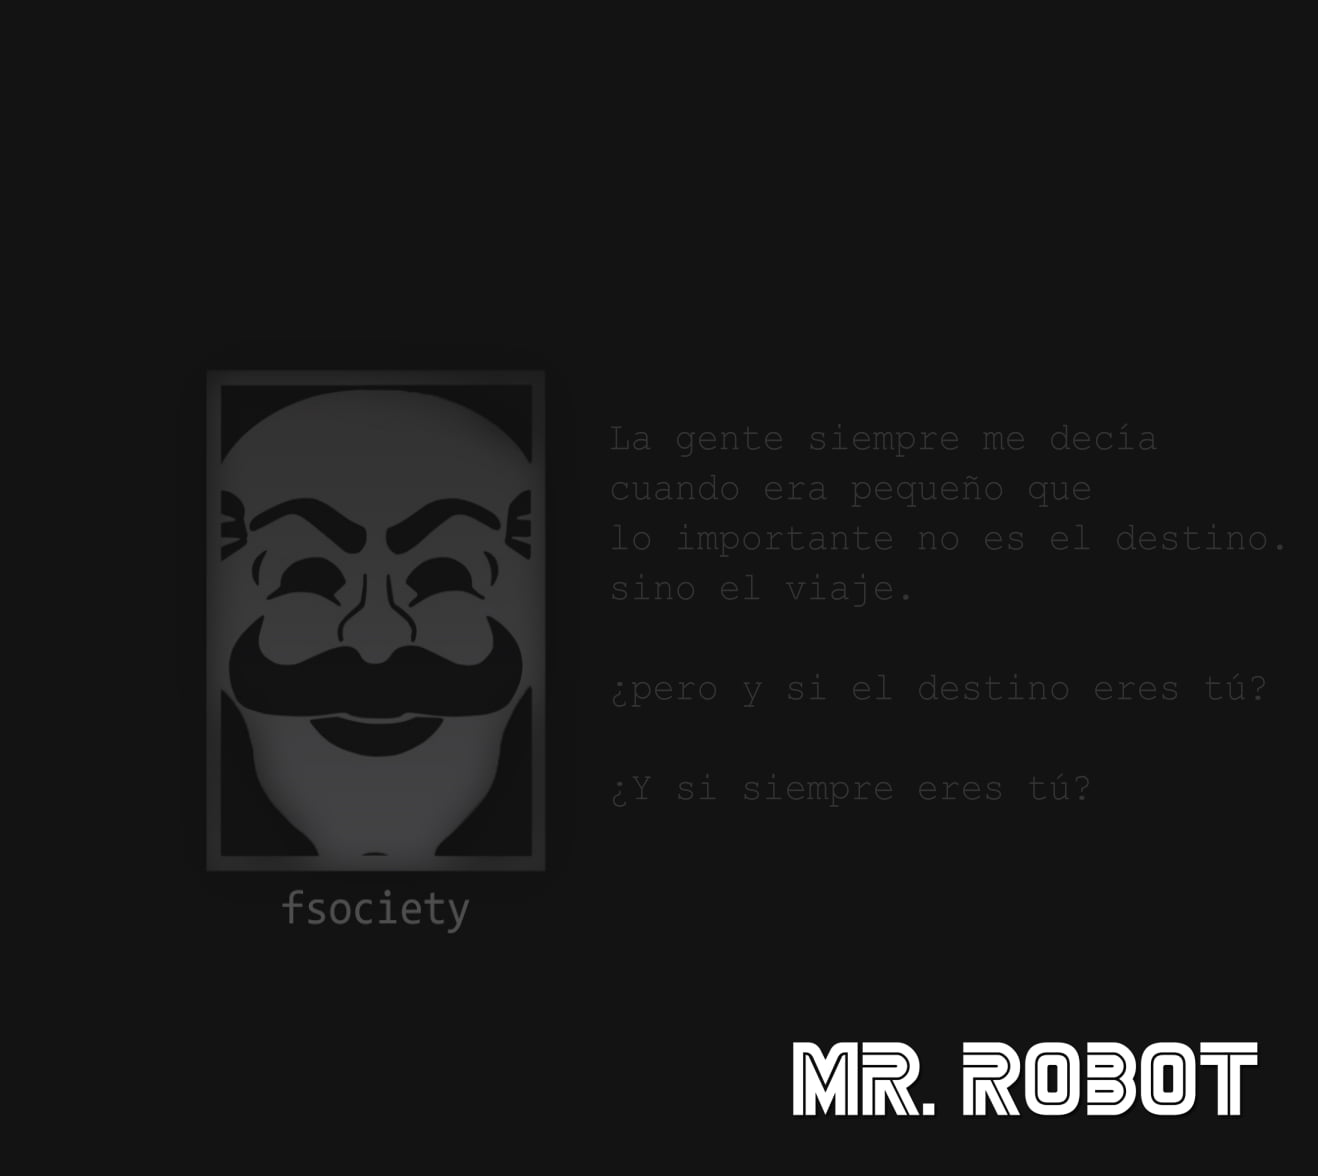 La gente siempre me decía
cuando era pequeño que
lo importante no es el destino.
sino el viaje.
¿pero y si el destino eres tú?
¿Y si siempre eres tú?
fsociety
MR. ROBOT